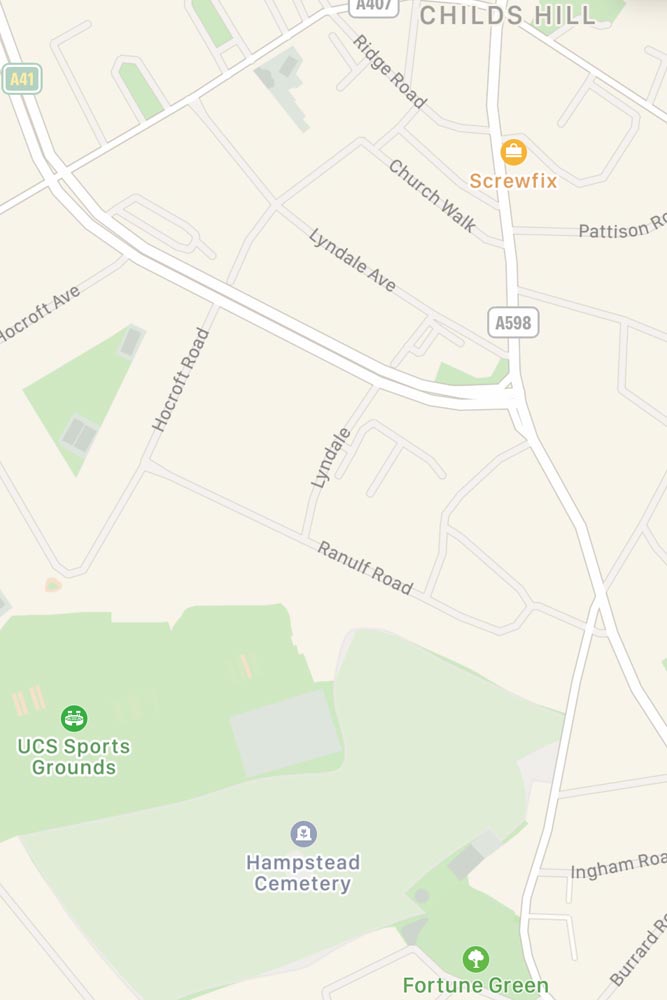 A407
CHILDS HILL
Ridge Road
A41
Screwfix
Church Walk
Pattison Ro
Lyndale Ave
Hocroft Ave
A598
Hocroft Road
Lyndale
Ranulf Road
UCS Sports
Grounds
Hampstead
Cemetery
Ingham Roa
Burrard Ro
Fortune Green